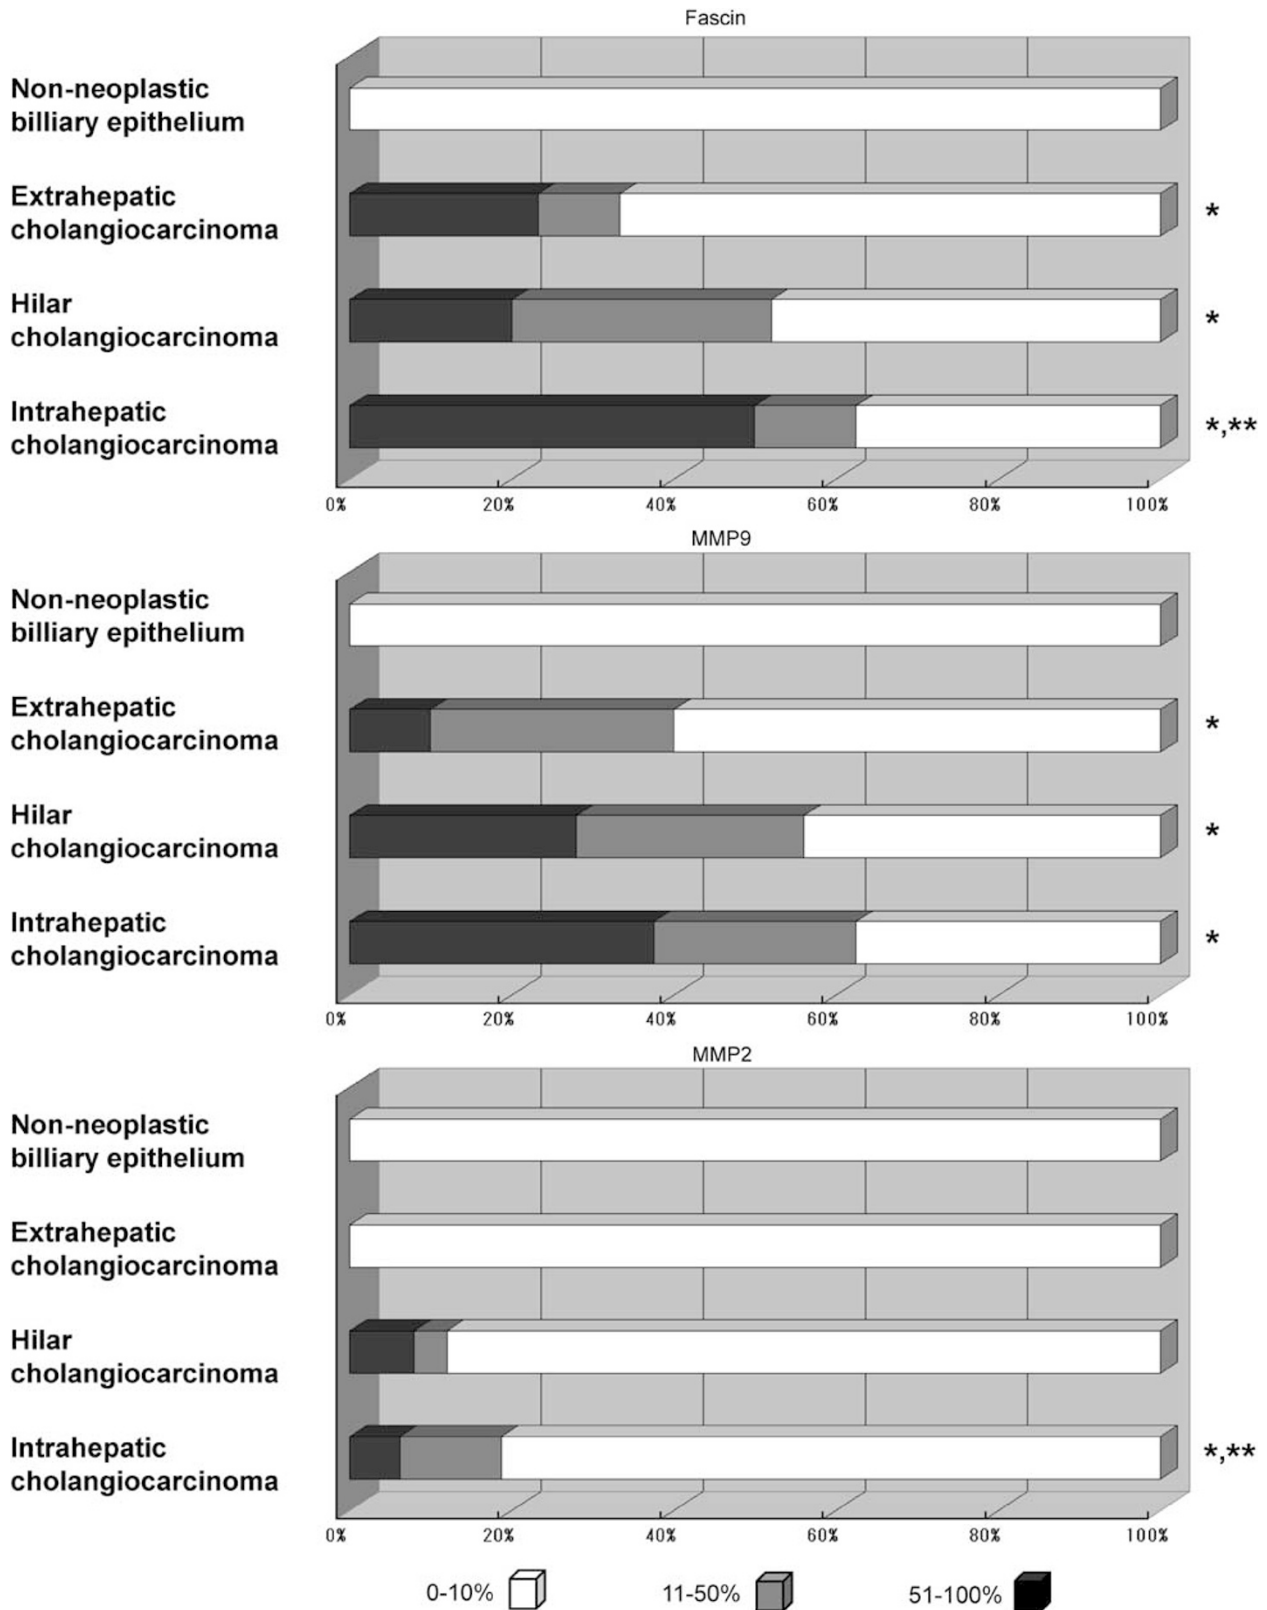 Fascin
Non-neoplastic
billiary epithelium
Extrahepatic
cholangiocarcinoma
*
Hilar
cholangiocarcinoma
*
Intrahepatic
cholangiocarcinoma
*,**
0% 20% 40% 60% 80% 100%
MMP9
Non-neoplastic
billiary epithelium
Extrahepatic
cholangiocarcinoma
*
Hilar
cholangiocarcinoma
*
Intrahepatic
cholangiocarcinoma
*
0% 20% 40% 60% 80% 100%
MMP2
Non-neoplastic
billiary epithelium
Extrahepatic
cholangiocarcinoma
Hilar
cholangiocarcinoma
Intrahepatic
cholangiocarcinoma
*,**
0% 20% 40% 60% 80% 100%
0-10% 11-50% 51-100%